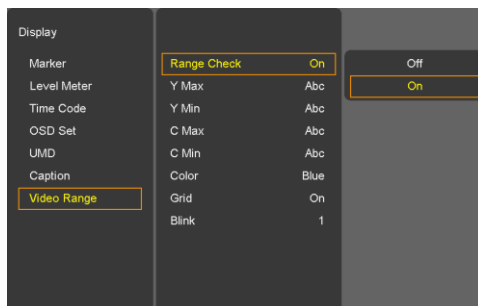 Display
Marker
Level Meter
Time Code
OSD Set
UMD
Caption
Video Range
Range Check On
Y Max Abc
Y Min Abc
C Max Abc
C Min Abc
Color Blue
Grid On
Blink 1
Off
On